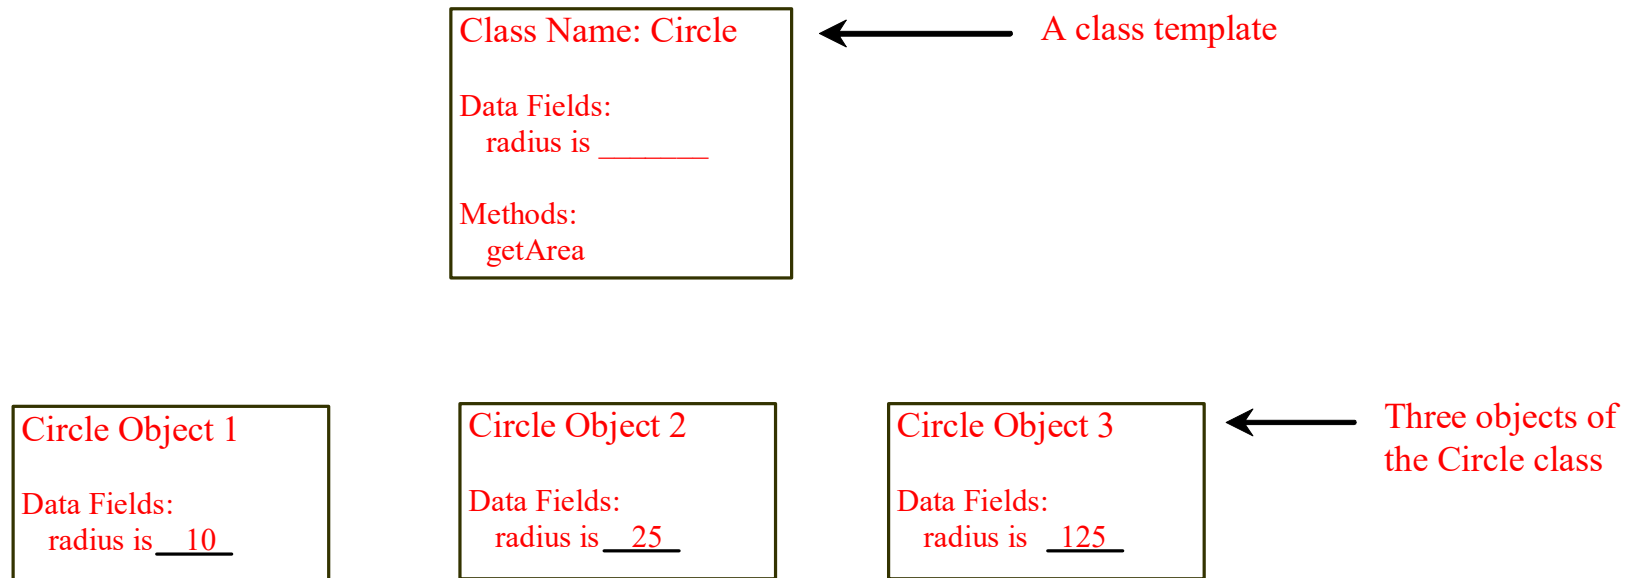 Class Name: Circle
A class template
Data Fields:
radius is _______
Methods:
getArea
Circle Object 1
Data Fields:
radius is 10
Circle Object 2
Data Fields:
radius is 25
Circle Object 3
Data Fields:
radius is 125
Three objects of
the Circle class